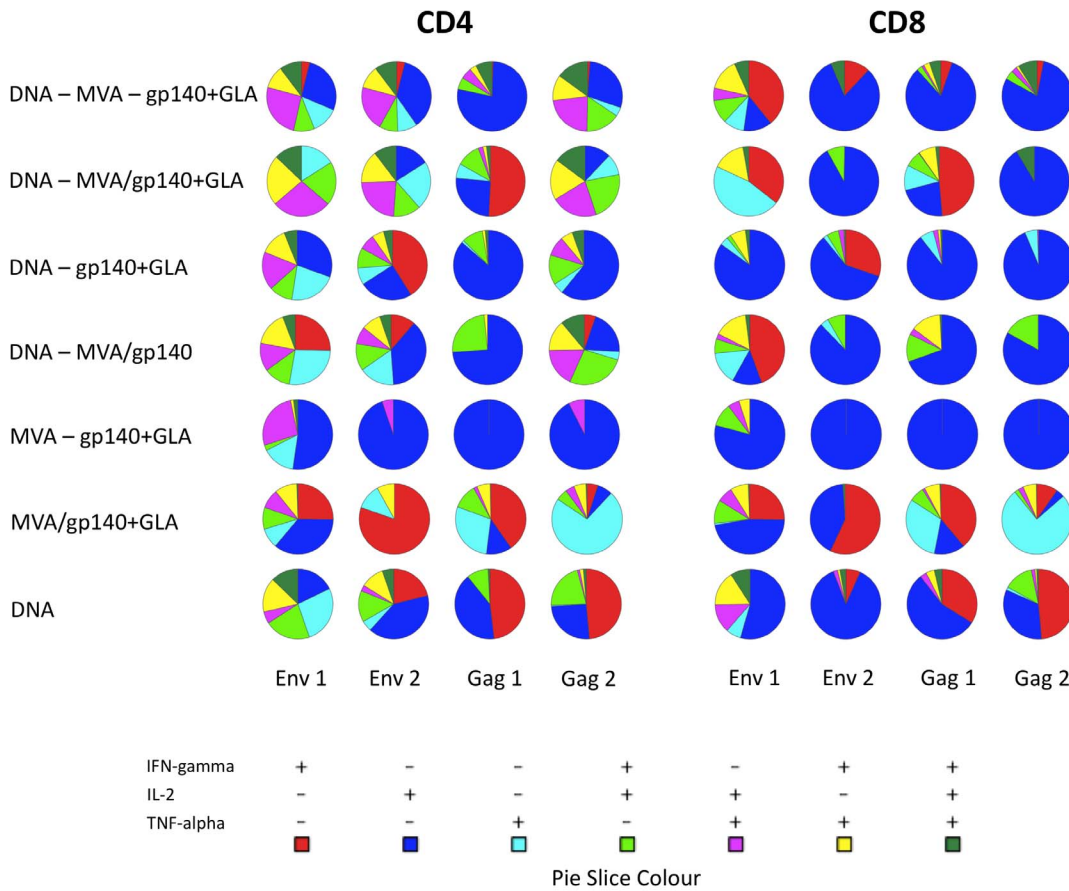 CD4 CD8
DNA – MVA – gp140+GLA
DNA – MVA/gp140+GLA
DNA – gp140+GLA
DNA – MVA/gp140
MVA – gp140+GLA
MVA/gp140+GLA
DNA
Env 1 Env 2 Gag 1 Gag 2 Env 1 Env 2 Gag 1 Gag 2
IFN-gamma + – – + – + +
IL-2 – + – + + – +
TNF-alpha – – + – + + +
Pie Slice Colour